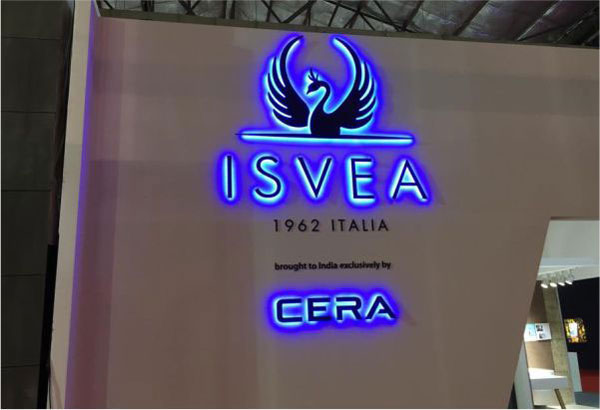 ISVEA
1962 ITALIA
brought to India exclusively by
CERA